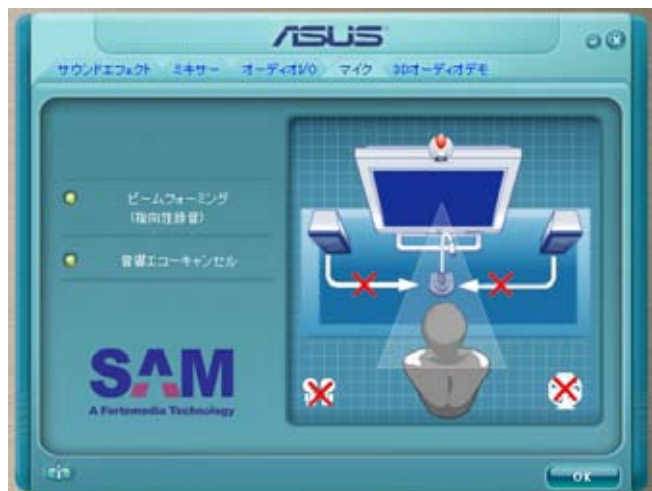 ASUS
サウンドエフェクト ミキサー オーディオI/O マイク 3Dオーディオデモ
ビームフォーミング
(指向性録音)
音響エコーキャンセル
SAM
A Fortemedia Technology
i
OK